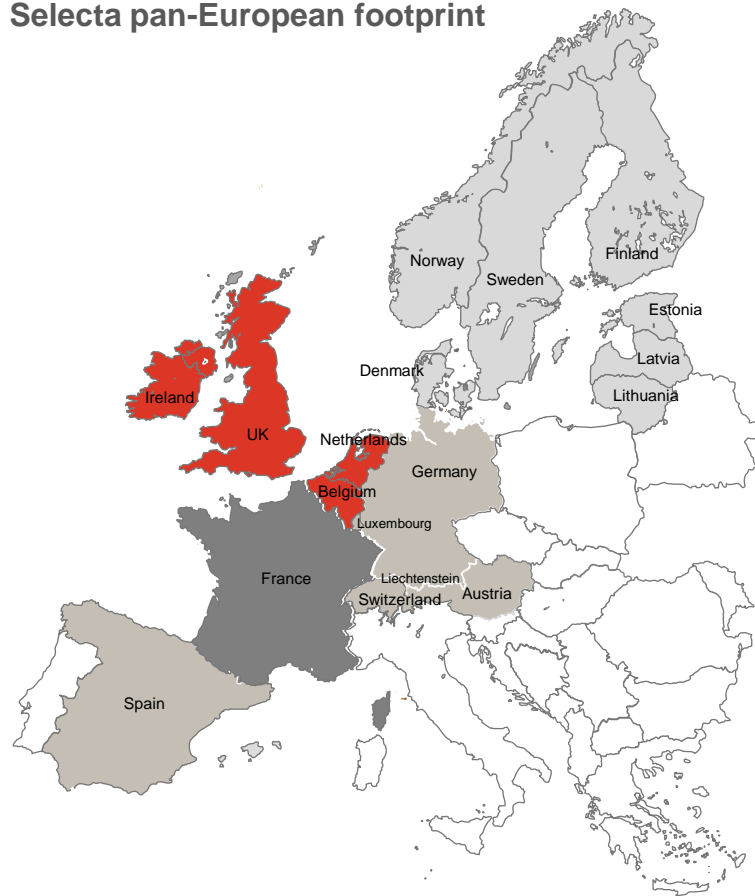 Selecta pan-European footprint
Norway
Finland
Sweden
Estonia
Latvia
Denmark
Lithuania
Ireland
UK
Netherlands
Germany
Belgium
Luxembourg
France
Liechtenstein
Switzerland
Austria
Spain